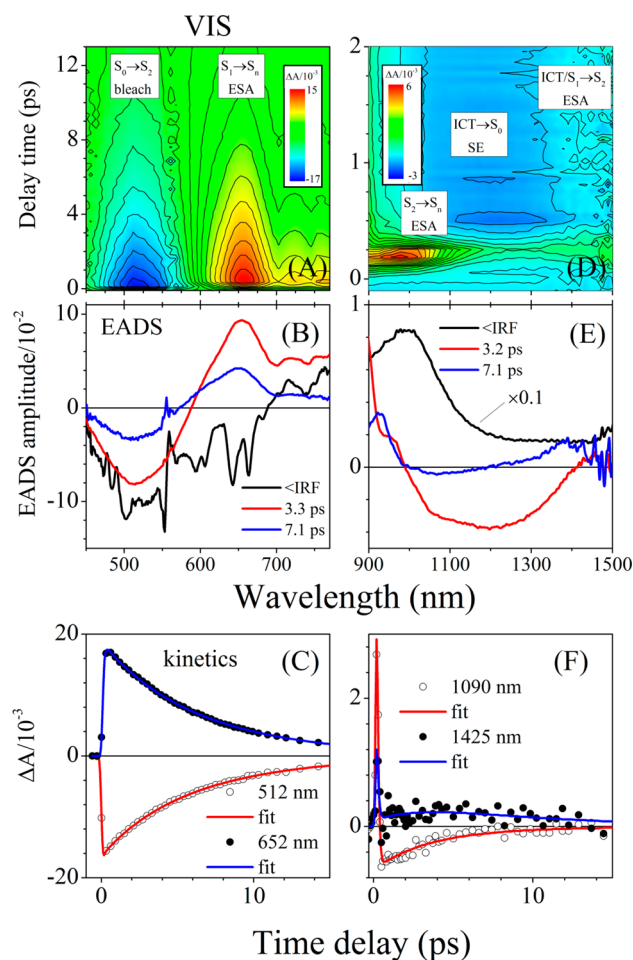 VIS
Delay time (ps)
12
8
4
0
S₀→S₂
bleach
S₁→Sₙ
ESA
ΔA/10⁻³
15
-17
(A)
2
1
0
ΔA/10⁻³
6
-3
ICT/S₁→S₂
ESA
ICT→S₀
SE
S₂→Sₙ
ESA
(D)
EADS amplitude/10⁻²
10
0
-10
EADS
(B)
<IRF
3.3 ps
7.1 ps
500
600
700
1
0
(E)
<IRF
3.2 ps
7.1 ps
×0.1
900
1100
1300
1500
Wavelength (nm)
ΔA/10⁻³
20
0
-20
kinetics
(C)
512 nm
fit
652 nm
fit
0
10
2
0
(F)
1090 nm
fit
1425 nm
fit
0
10
Time delay (ps)